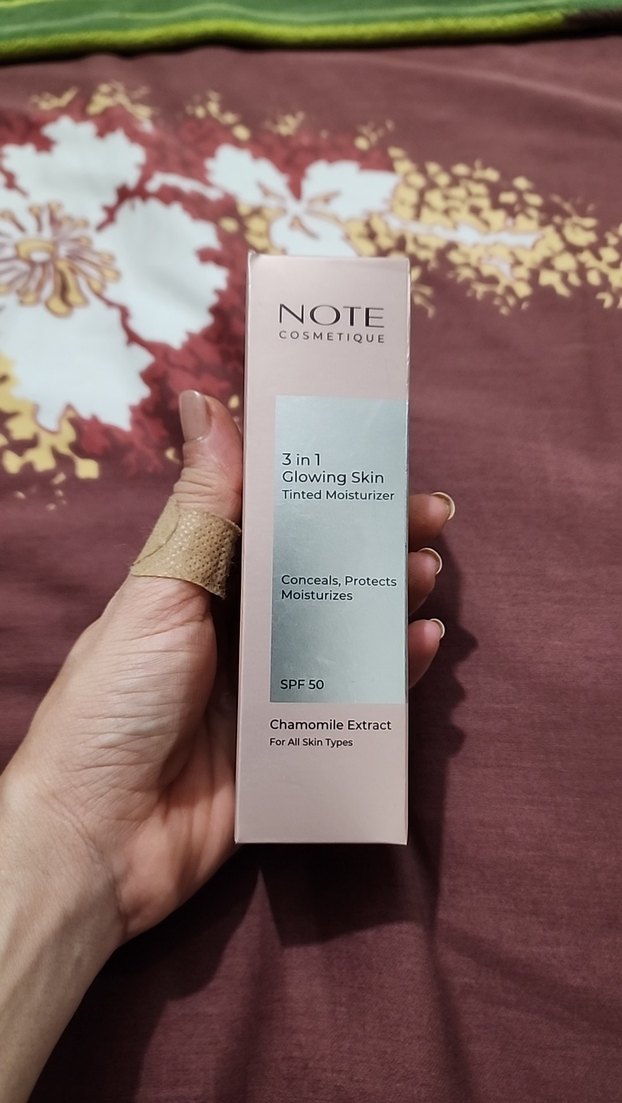 NOTE
COSMETIQUE
3 in 1
Glowing Skin
Tinted Moisturizer
Conceals, Protects
Moisturizes
SPF 50
Chamomile Extract
For All Skin Types